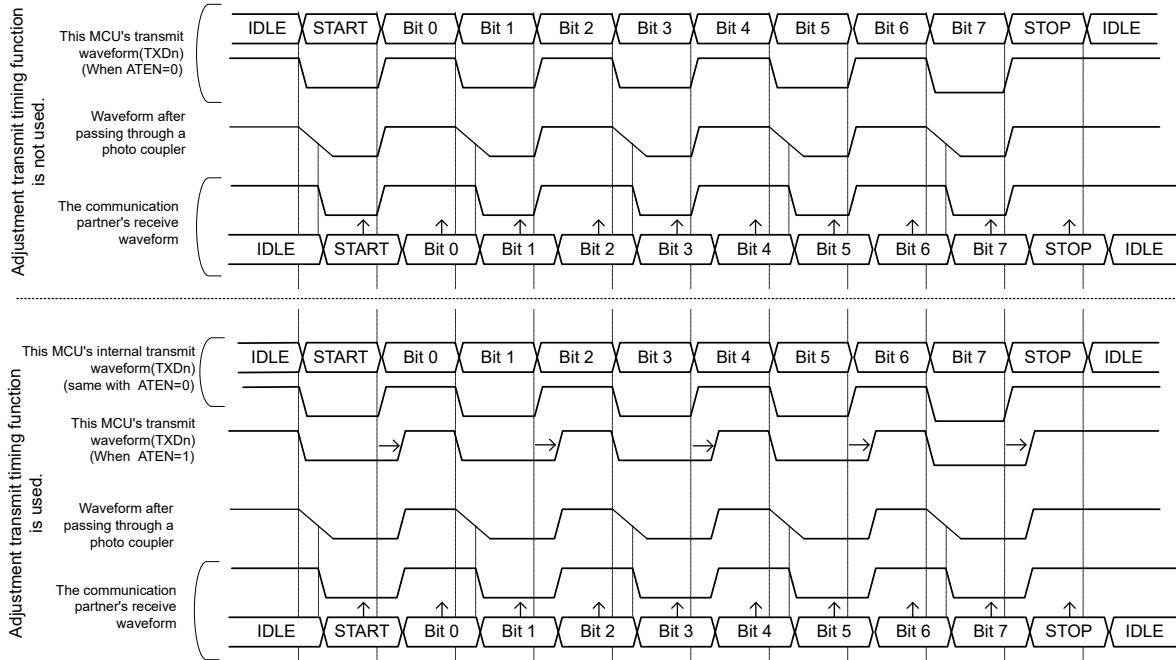 Adjustment transmit timing function
is not used.
This MCU's transmit
waveform(TXDn)
(When ATEN=0)
IDLE START Bit 0 Bit 1 Bit 2 Bit 3 Bit 4 Bit 5 Bit 6 Bit 7 STOP IDLE
Waveform after
passing through a
photo coupler
The communication
partner's receive
waveform
IDLE START Bit 0 Bit 1 Bit 2 Bit 3 Bit 4 Bit 5 Bit 6 Bit 7 STOP IDLE
Adjustment transmit timing function
is used.
This MCU's internal transmit
waveform(TXDn)
(same with ATEN=0)
IDLE START Bit 0 Bit 1 Bit 2 Bit 3 Bit 4 Bit 5 Bit 6 Bit 7 STOP IDLE
This MCU's transmit
waveform(TXDn)
(When ATEN=1)
Waveform after
passing through a
photo coupler
The communication
partner's receive
waveform
IDLE START Bit 0 Bit 1 Bit 2 Bit 3 Bit 4 Bit 5 Bit 6 Bit 7 STOP IDLE